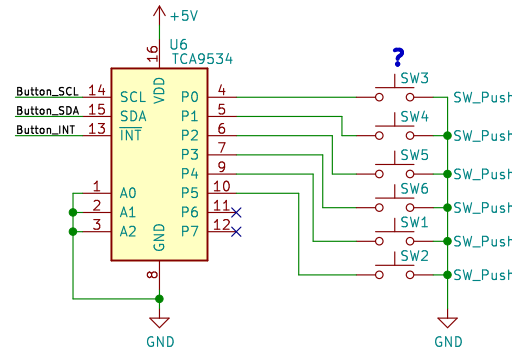 +5V
U6
TCA9534
?
16
VDD
Button_SCL 14 SCL P0 4 SW3 SW_Push
Button_SDA 15 SDA P1 5 SW4 SW_Push
Button_INT 13 INT P2 6 SW5 SW_Push
P3 7 SW6 SW_Push
P4 9 SW1 SW_Push
1 A0 P5 10 SW2 SW_Push
2 A1 P6 11
3 A2 P7 12
GND
8
GND GND